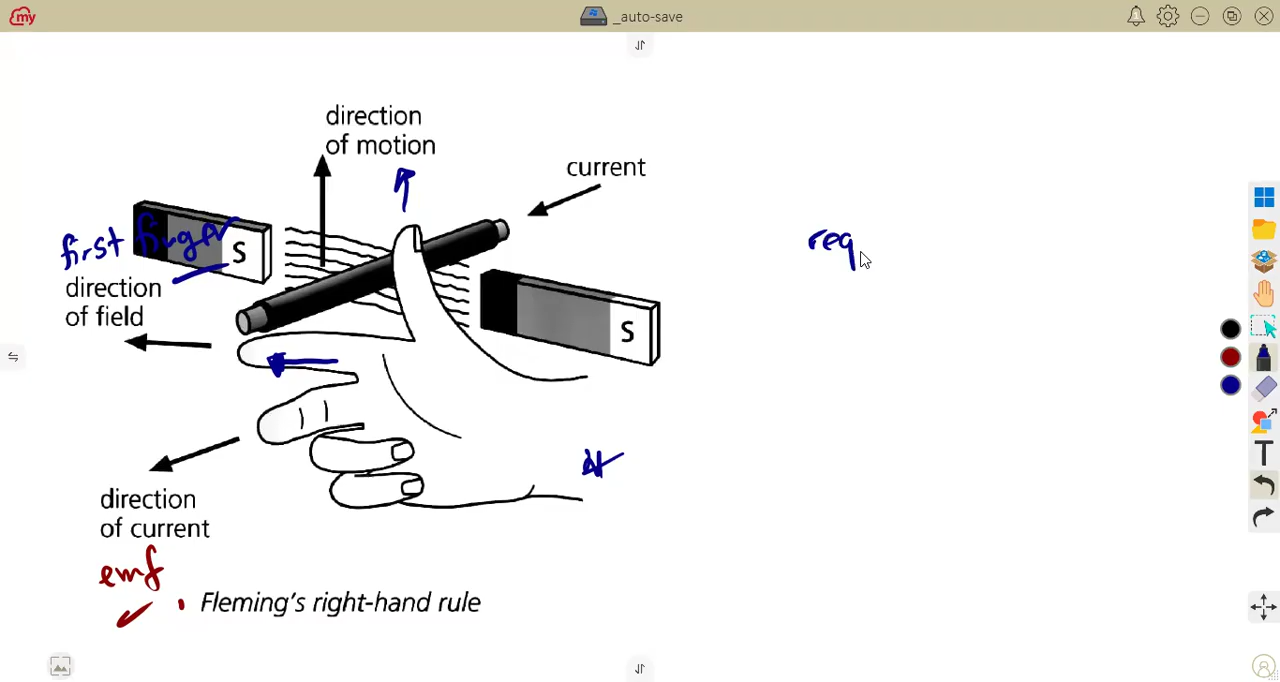 my
_auto-save
direction
of motion
current
first finger
S
direction
of field
S
req
direction
of current
emf
Fleming's right-hand rule
T